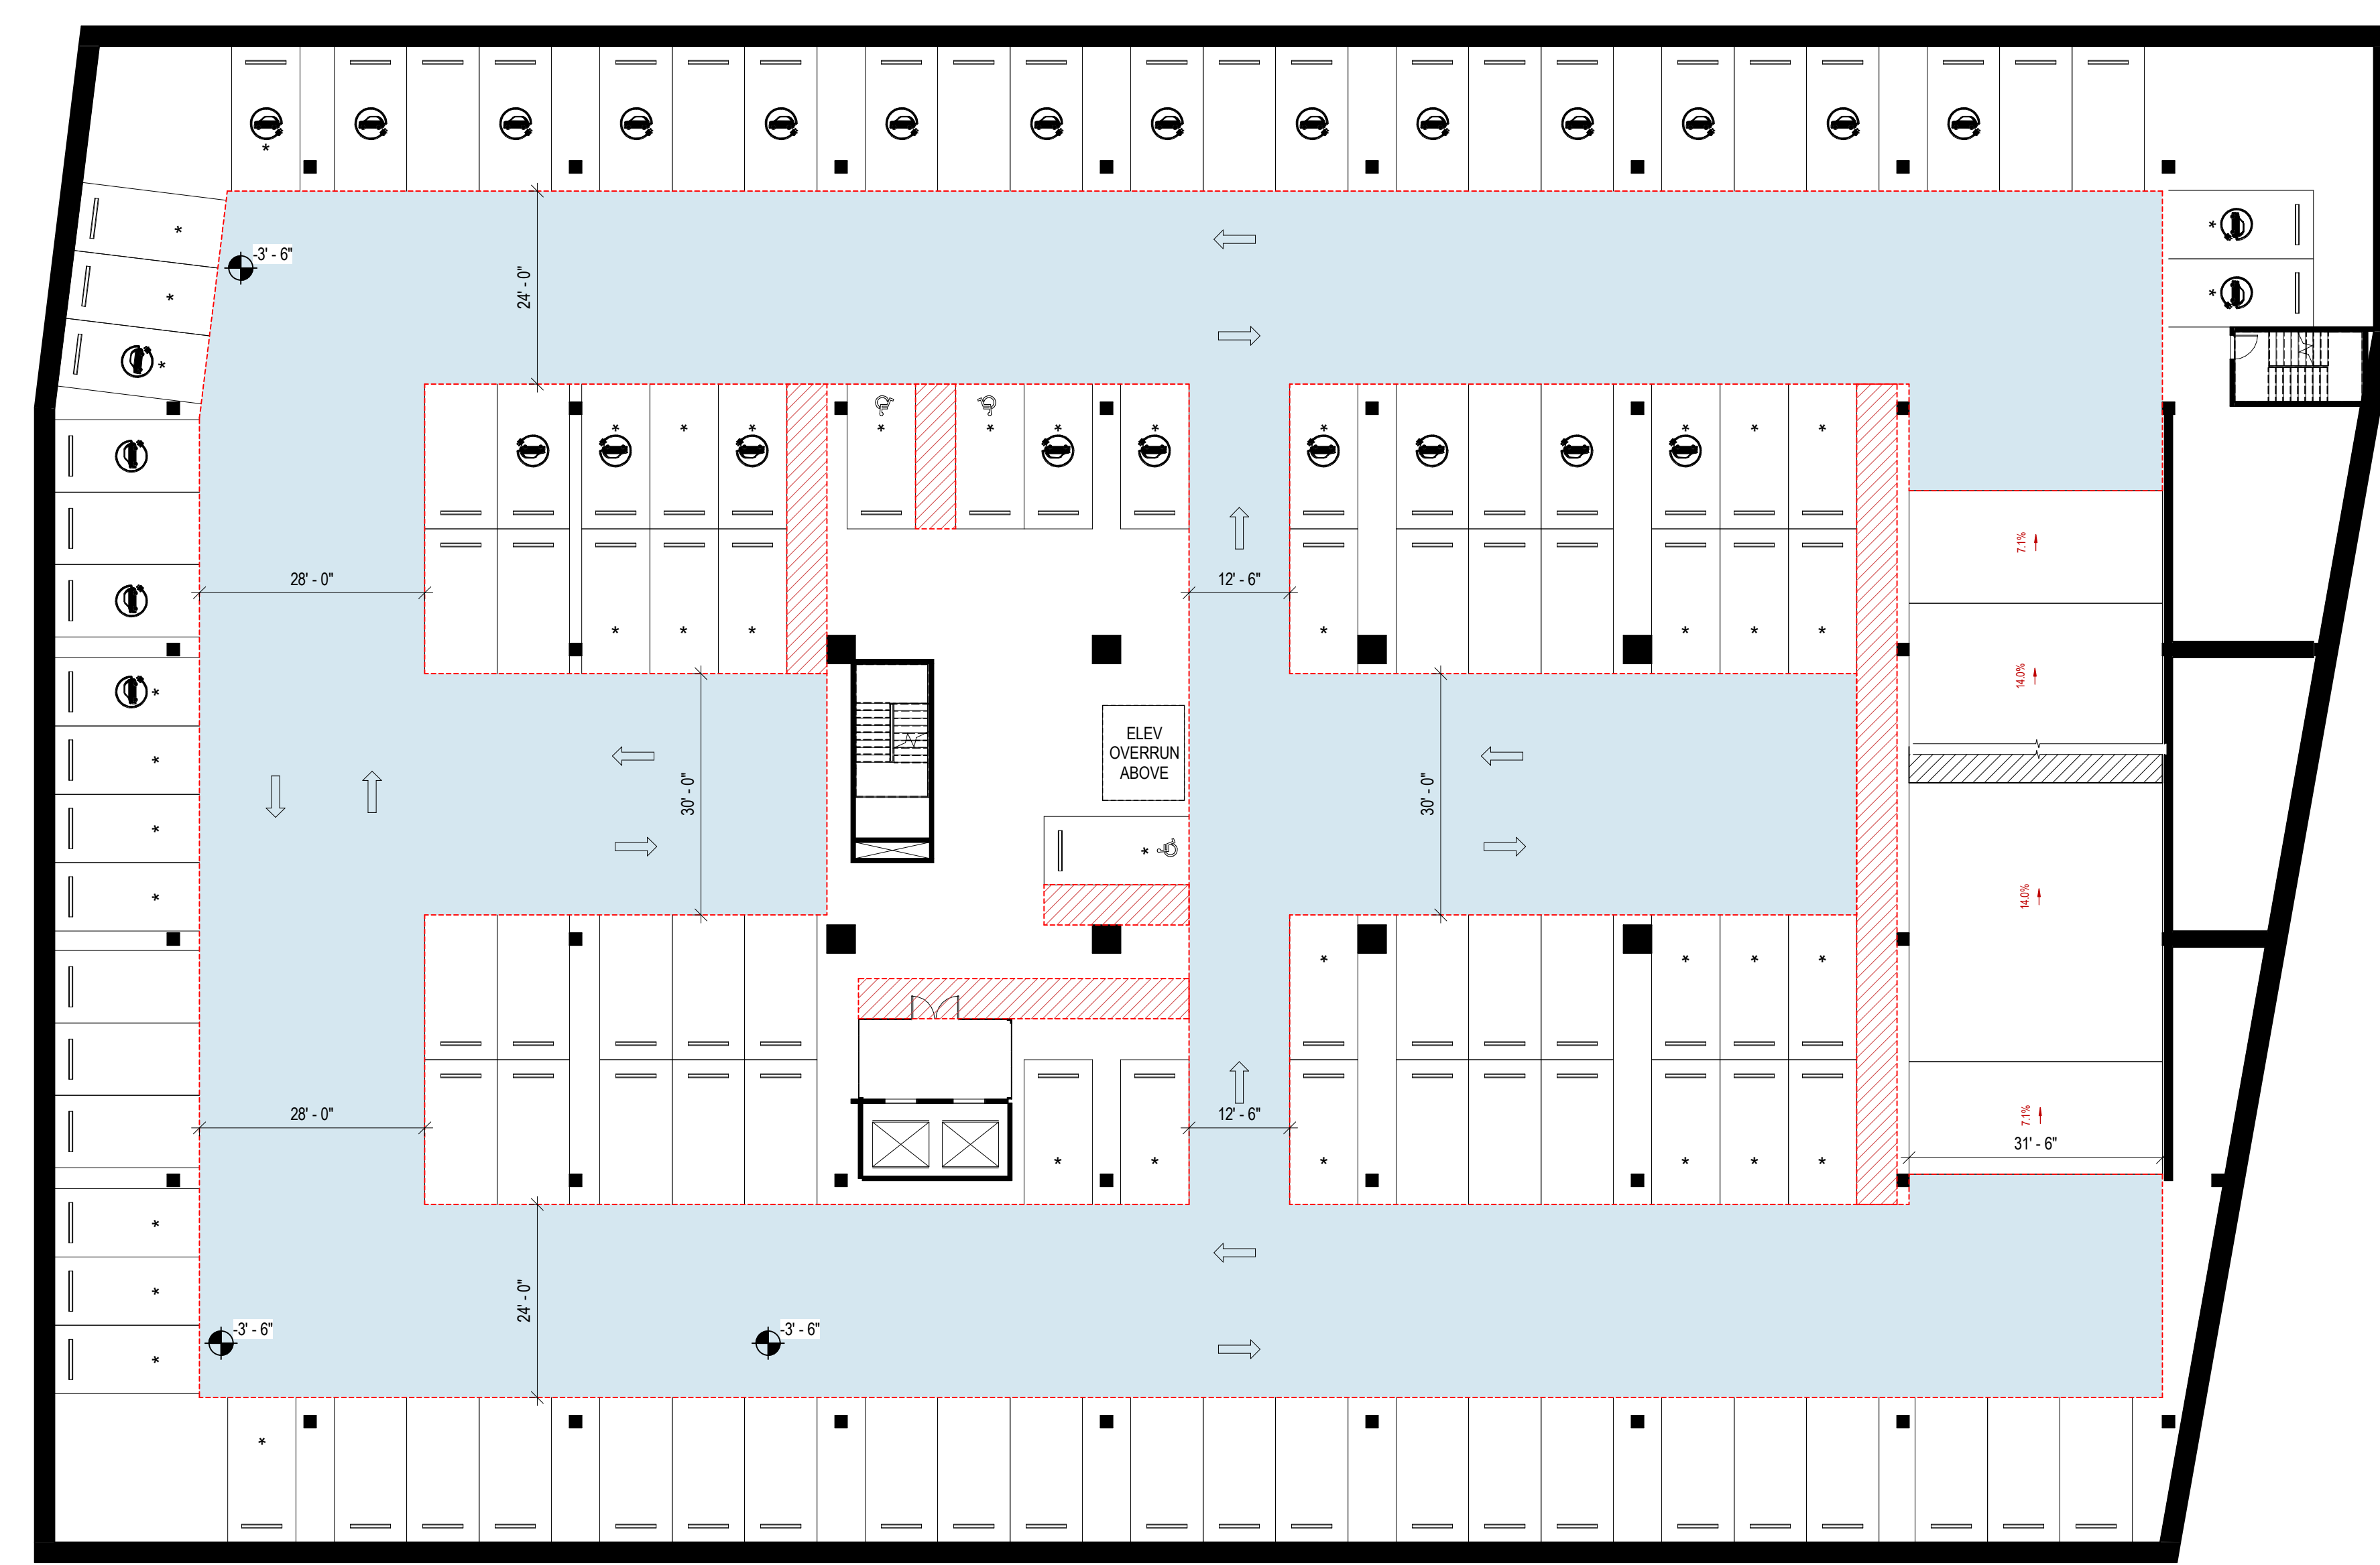 -3' - 6"
24' - 0"
28' - 0"
12' - 6"
7.1%
14.0%
ELEV
OVERRUN
ABOVE
30' - 0"
30' - 0"
14.0%
28' - 0"
12' - 6"
7.1%
31' - 6"
24' - 0"
-3' - 6"
-3' - 6"